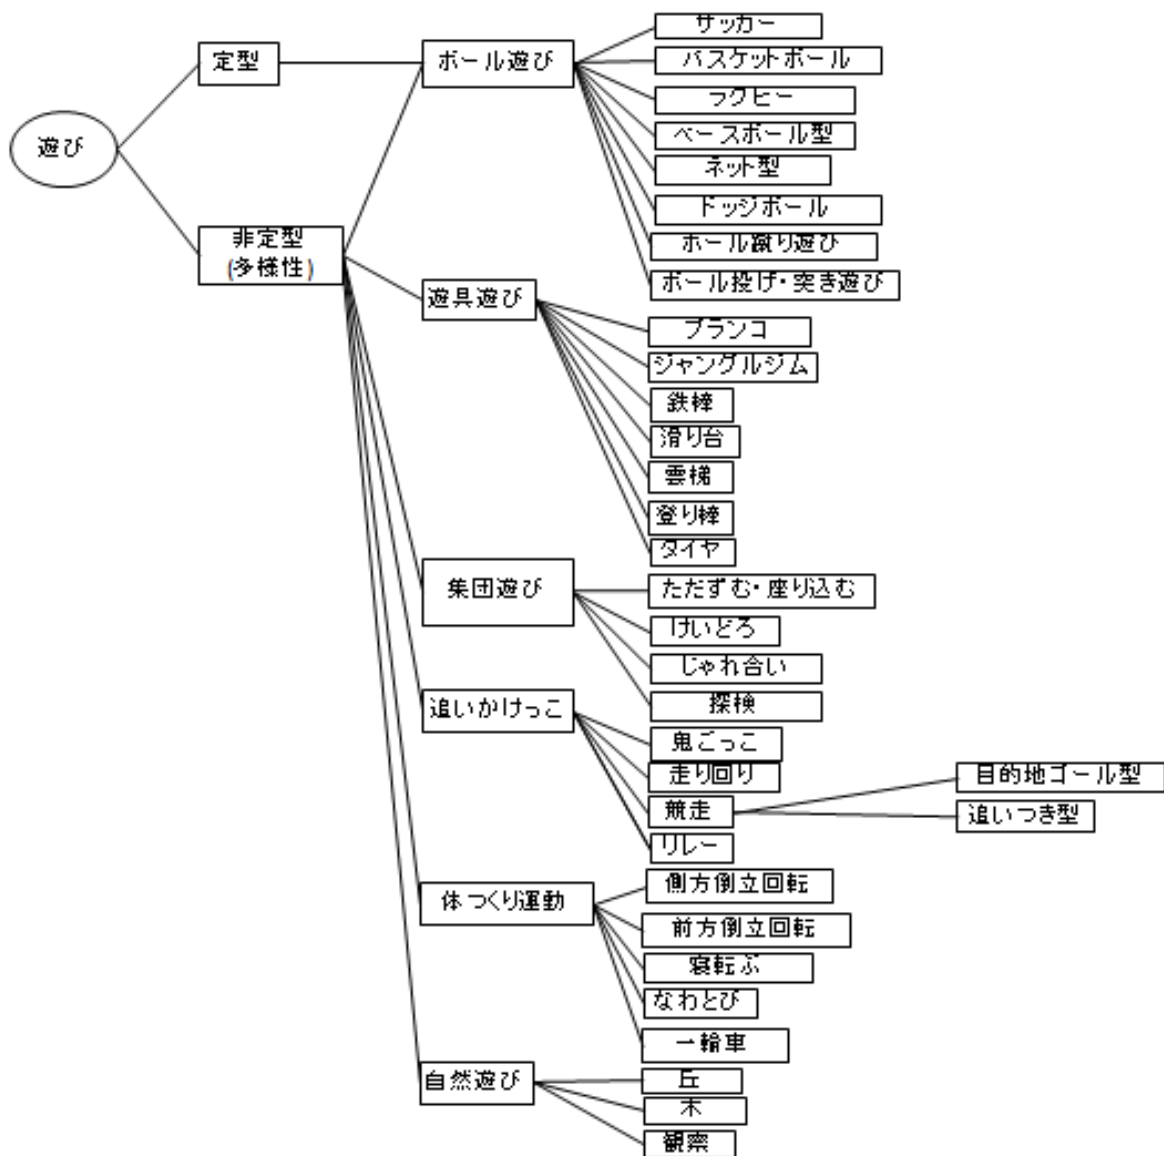 遊び
定型
非定型
(多様性)
ボール遊び
サッカー
バスケットボール
ラグビー
ベースボール型
ネット型
ドッジボール
ボール蹴り遊び
ボール投げ・突き遊び
遊具遊び
ブランコ
ジャングルジム
鉄棒
滑り台
雲梯
登り棒
タイヤ
集団遊び
ただずむ・座り込む
けいどろ
じゃれ合い
探検
追いかけっこ
鬼ごっこ
走り回り
競走
目的地ゴール型
追いつき型
リレー
体つくり運動
側方倒立回転
前方倒立回転
寝転ぶ
なわとび
一輪車
自然遊び
丘
木
観察